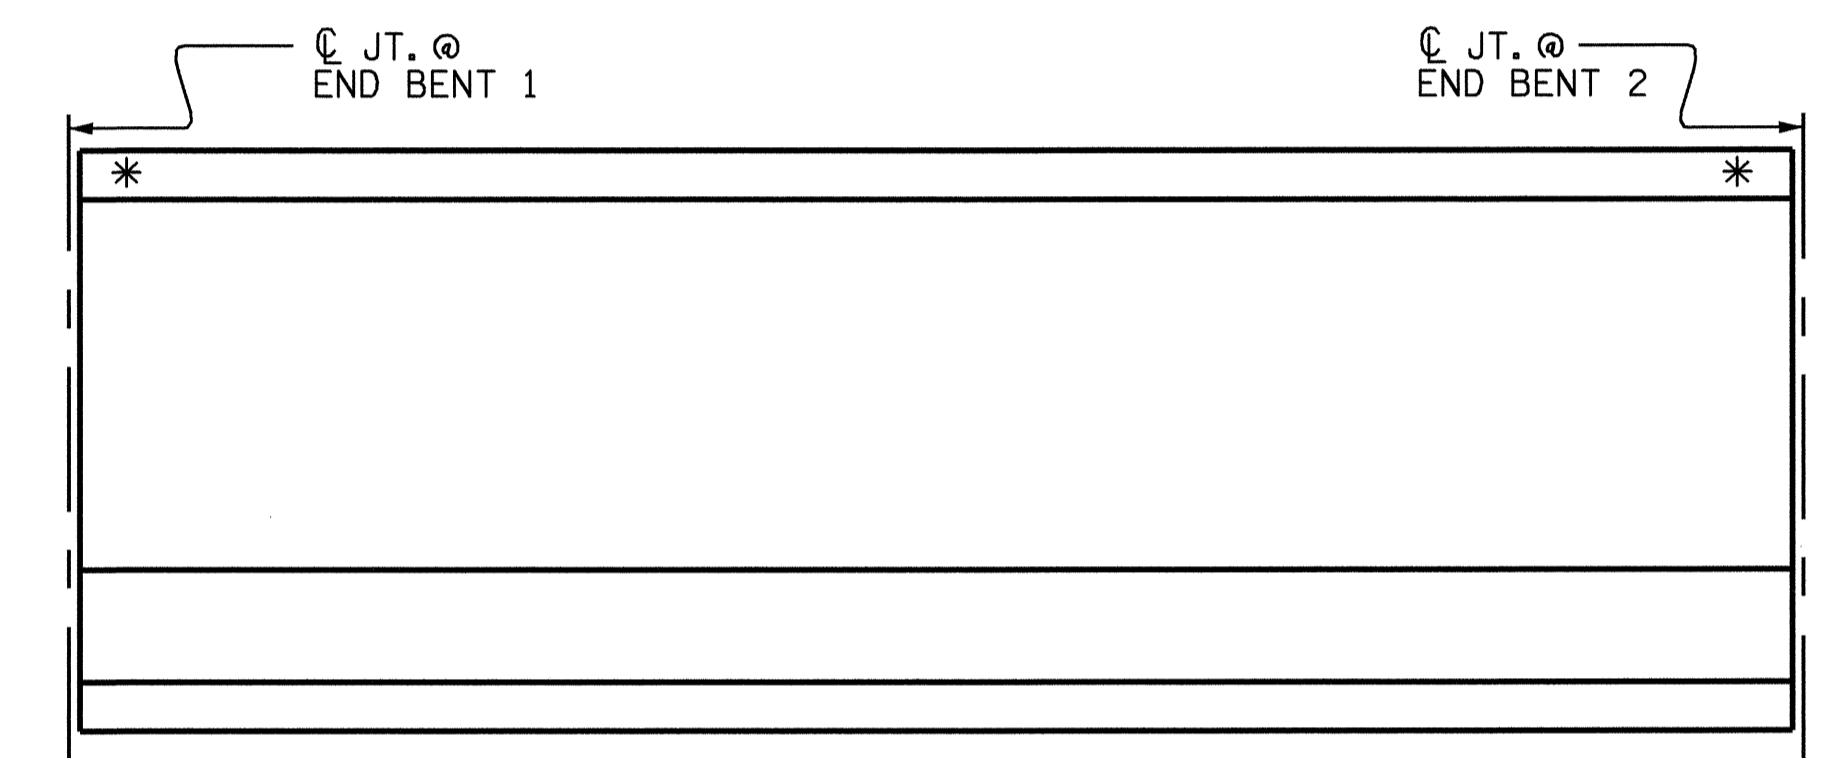 ℄ JT. @
END BENT 1
℄ JT. @
END BENT 2
*
*